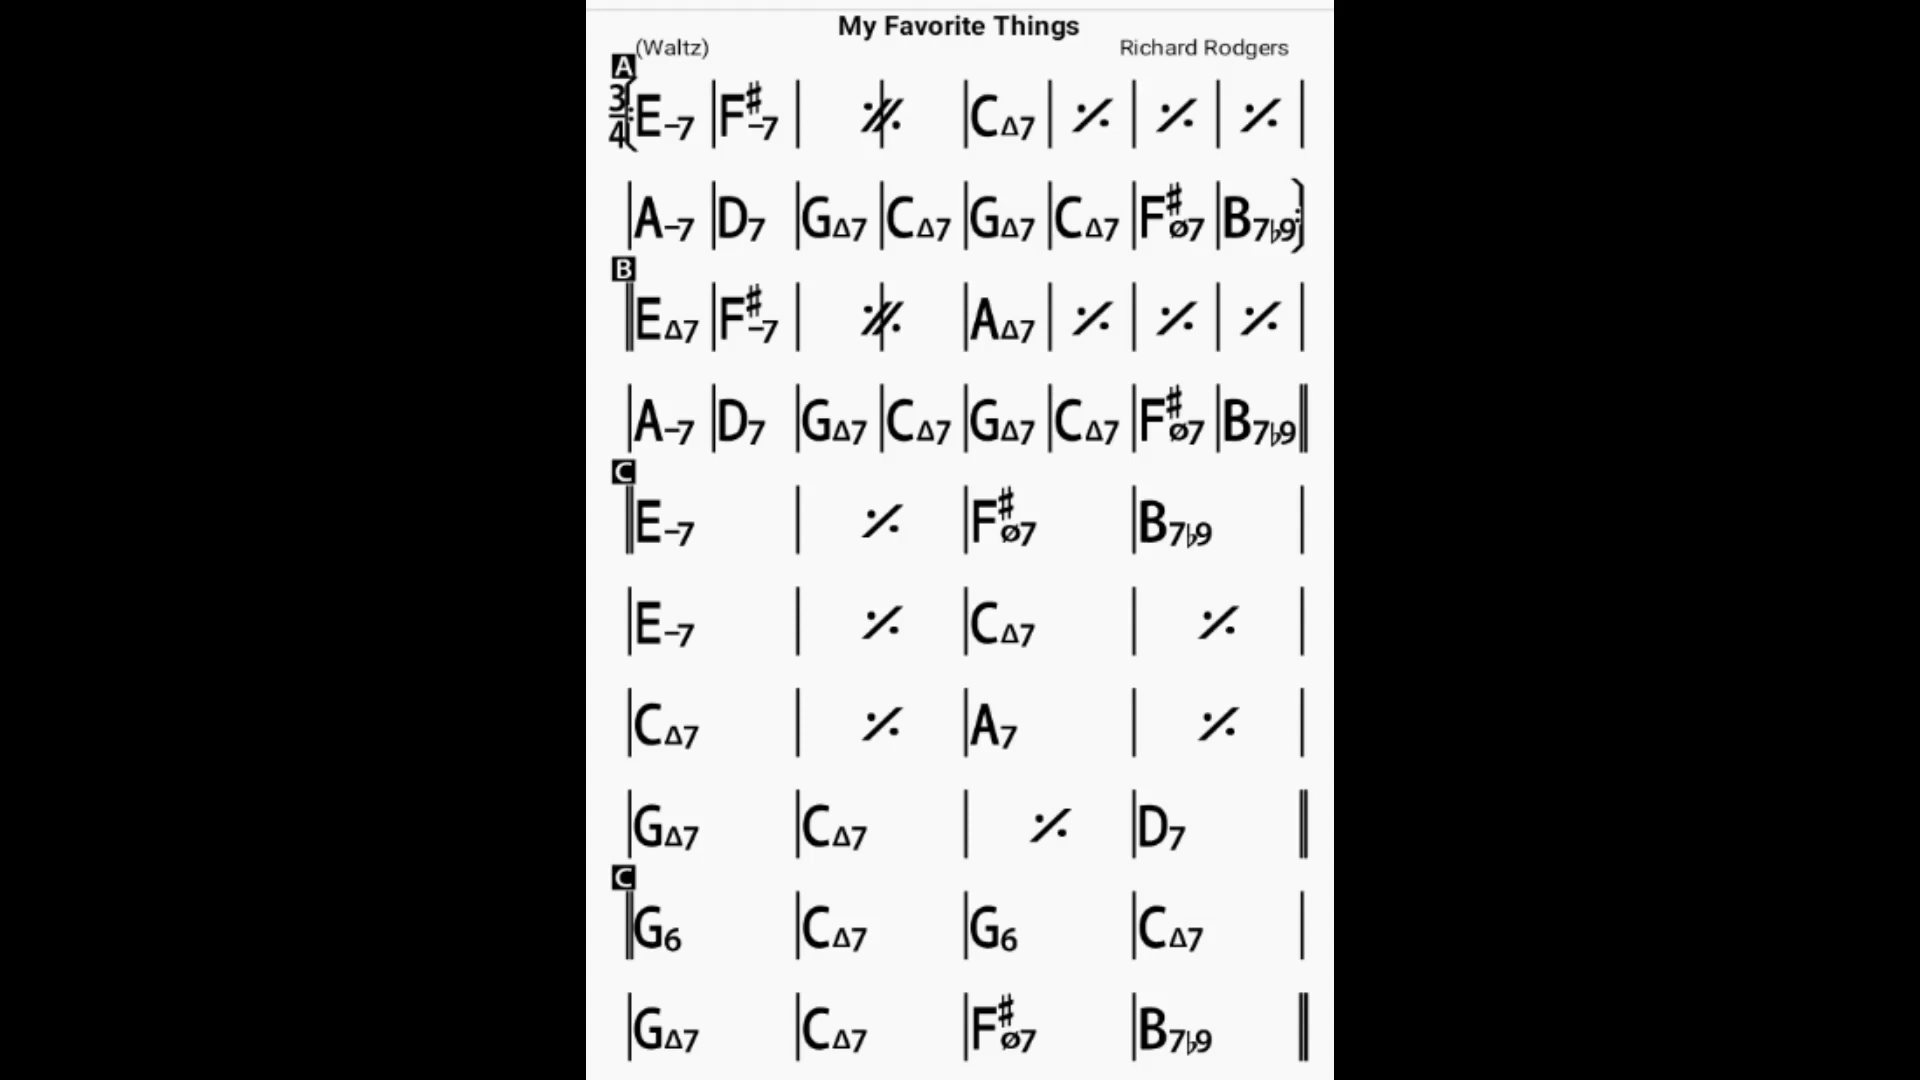 My Favorite Things
(Waltz) Richard Rodgers
A
3/4 E–7 | F♯–7 | 𝄎 | CΔ7 | 𝄎 | 𝄎 | 𝄎 |
| A–7 | D7 | GΔ7 | CΔ7 | GΔ7 | CΔ7 | F♯ø7 | B7♭9
B
EΔ7 | F♯–7 | 𝄎 | AΔ7 | 𝄎 | 𝄎 | 𝄎 |
| A–7 | D7 | GΔ7 | CΔ7 | GΔ7 | CΔ7 | F♯ø7 | B7♭9 ||
C
E–7 | 𝄎 | F♯ø7 | B7♭9 |
| E–7 | 𝄎 | CΔ7 | 𝄎 |
| CΔ7 | 𝄎 | A7 | 𝄎 |
| GΔ7 | CΔ7 | 𝄎 | D7 ||
C
G6 | CΔ7 | G6 | CΔ7 |
| GΔ7 | CΔ7 | F♯ø7 | B7♭9 ||